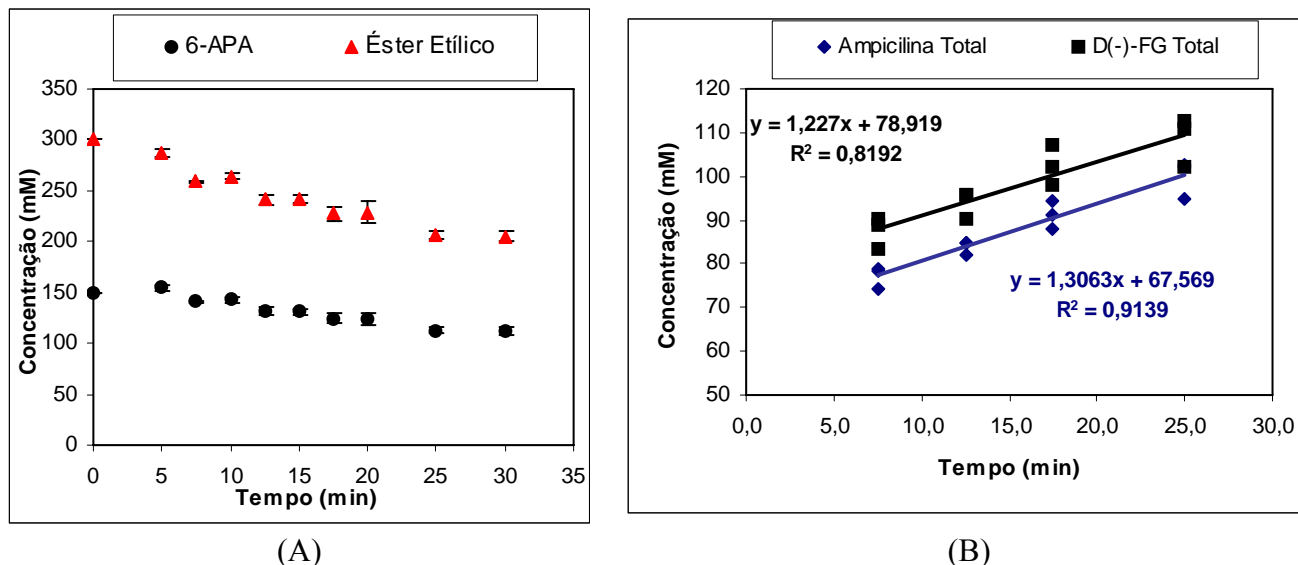 6-APA Éster Etílico
Concentração (mM)
350
300
250
200
150
100
50
0
0 5 10 15 20 25 30 35
Tempo (min)
(A)
Ampicilina Total D(-)-FG Total
Concentração (mM)
120
110
100
90
80
70
60
50
y = 1,227x + 78,919
R² = 0,8192
y = 1,3063x + 67,569
R² = 0,9139
0,0 5,0 10,0 15,0 20,0 25,0 30,0
Tempo (min)
(B)